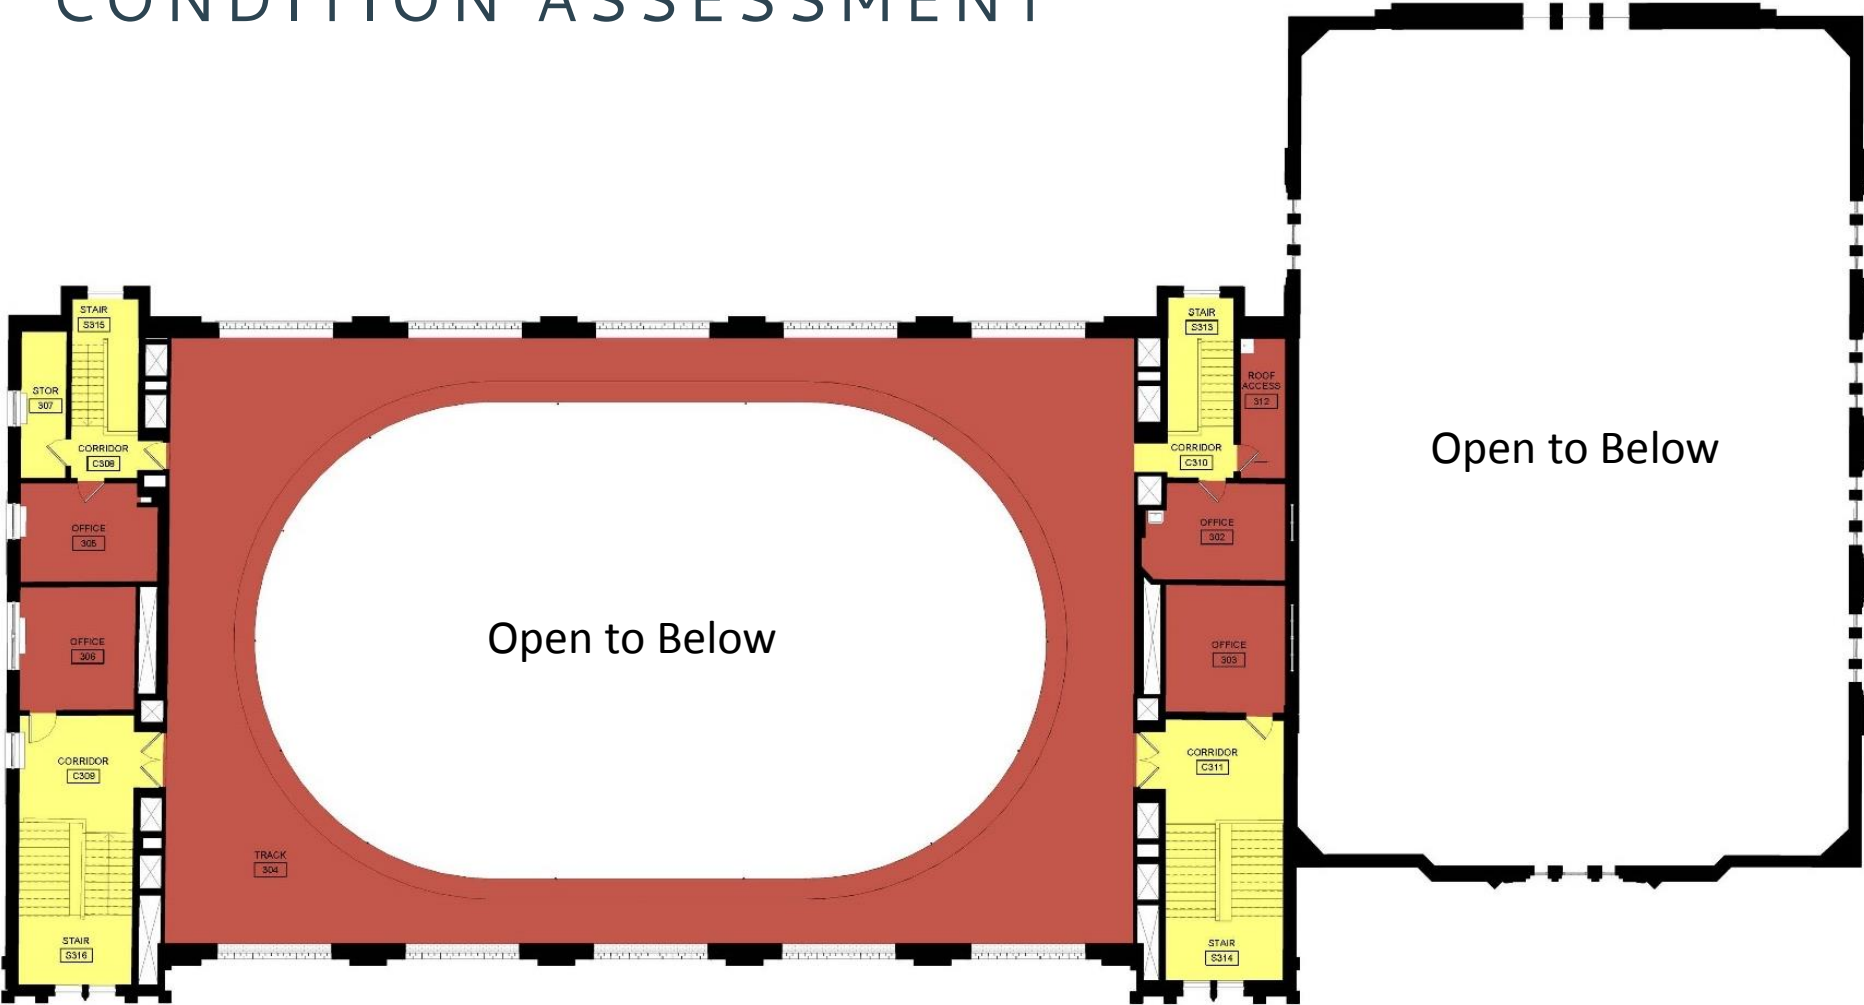 CONDITION ASSESSMENT
STAIR
S315
STOR
307
CORRIDOR
C308
OFFICE
305
OFFICE
306
CORRIDOR
C309
STAIR
S316
TRACK
304
Open to Below
STAIR
S313
ROOF
ACCESS
312
CORRIDOR
C310
OFFICE
302
OFFICE
303
CORRIDOR
C311
STAIR
S314
Open to Below